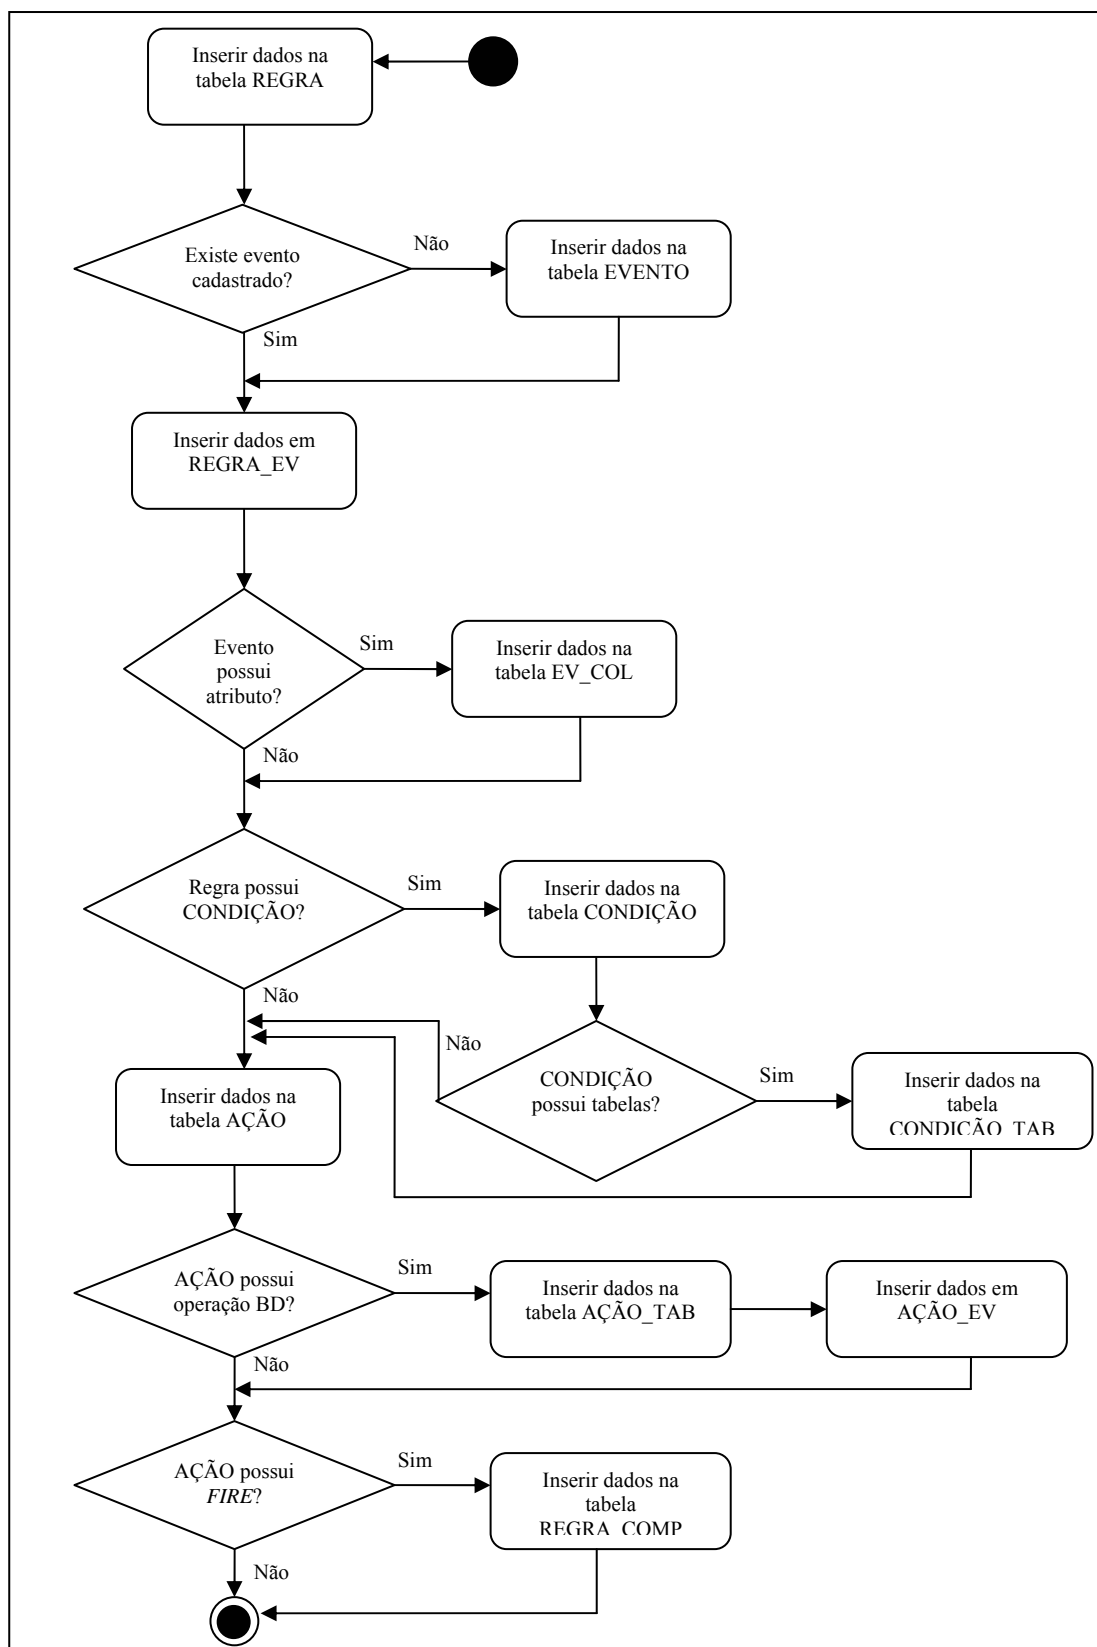 Inserir dados na
tabela REGRA
Existe evento
cadastrado?
Não
Inserir dados na
tabela EVENTO
Sim
Inserir dados em
REGRA_EV
Evento
possui
atributo?
Sim
Inserir dados na
tabela EV_COL
Não
Regra possui
CONDIÇÃO?
Sim
Inserir dados na
tabela CONDIÇÃO
Não
Não
CONDIÇÃO
possui tabelas?
Sim
Inserir dados na
tabela
CONDIÇÃO_TAB
Inserir dados na
tabela AÇÃO
AÇÃO possui
operação BD?
Sim
Inserir dados na
tabela AÇÃO_TAB
Inserir dados em
AÇÃO_EV
Não
AÇÃO possui
FIRE?
Sim
Inserir dados na
tabela
REGRA_COMP
Não